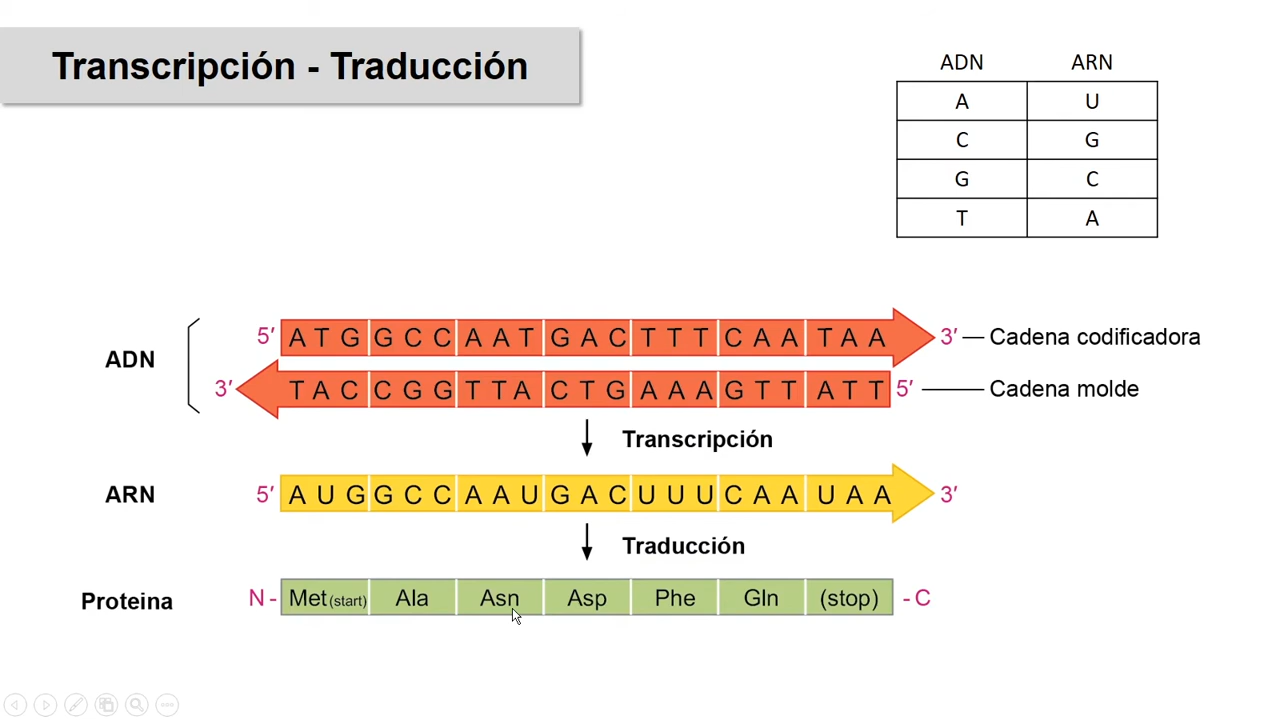 Transcripción - Traducción
ADN ARN
A U
C G
G C
T A
5′ A T G G C C A A T G A C T T T C A A T A A 3′ Cadena codificadora
ADN
3′ T A C C G G T T A C T G A A A G T T A T T 5′ Cadena molde
Transcripción
ARN 5′ A U G G C C A A U G A C U U U C A A U A A 3′
Traducción
Proteina N - Met (start) Ala Asn Asp Phe Gln (stop) - C